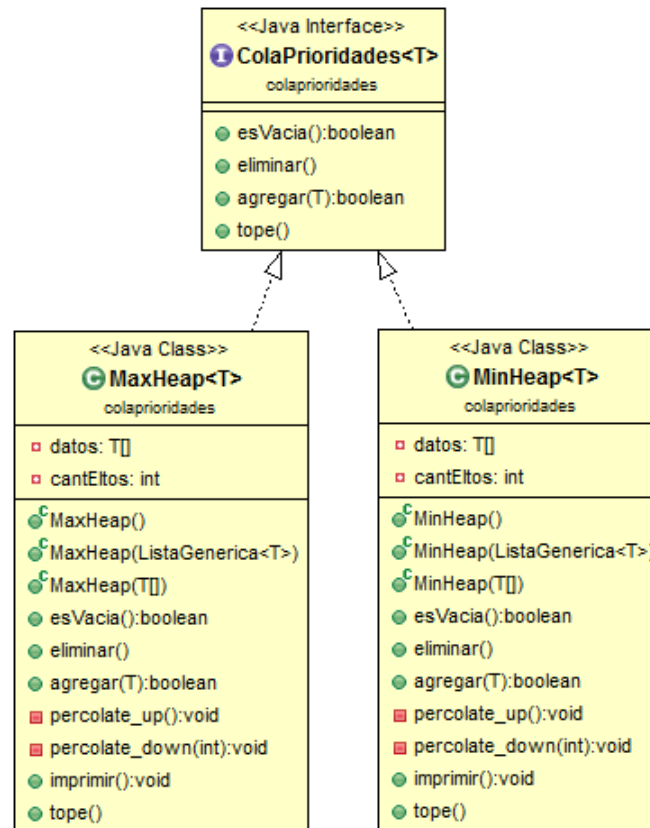 <<Java Interface>>
I ColaPrioridades<T>
colaprioridades
esVacia():boolean
eliminar()
agregar(T):boolean
tope()
<<Java Class>>
C MaxHeap<T>
colaprioridades
datos: T[]
cantEltos: int
C MaxHeap()
C MaxHeap(ListaGenerica<T>)
C MaxHeap(T[])
esVacia():boolean
eliminar()
agregar(T):boolean
percolate_up():void
percolate_down(int):void
imprimir():void
tope()
<<Java Class>>
C MinHeap<T>
colaprioridades
datos: T[]
cantEltos: int
C MinHeap()
C MinHeap(ListaGenerica<T>)
C MinHeap(T[])
esVacia():boolean
eliminar()
agregar(T):boolean
percolate_up():void
percolate_down(int):void
imprimir():void
tope()